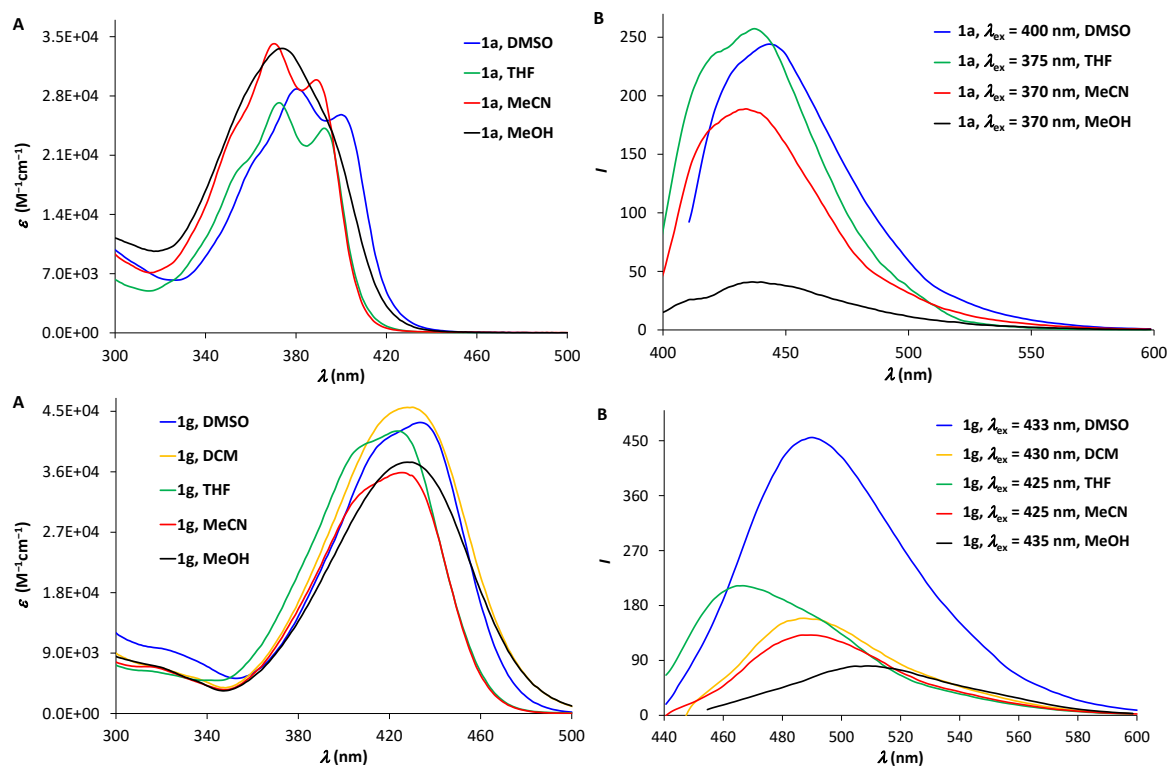 A
3.5E+04
2.8E+04
2.1E+04
1.4E+04
7.0E+03
0.0E+00
ε (M⁻¹cm⁻¹)
300 340 380 420 460 500
λ (nm)
1a, DMSO
1a, THF
1a, MeCN
1a, MeOH
B
250
200
150
100
50
0
I
400 450 500 550 600
λ (nm)
1a, λex = 400 nm, DMSO
1a, λex = 375 nm, THF
1a, λex = 370 nm, MeCN
1a, λex = 370 nm, MeOH
A
4.5E+04
3.6E+04
2.7E+04
1.8E+04
9.0E+03
0.0E+00
ε (M⁻¹cm⁻¹)
300 340 380 420 460 500
λ (nm)
1g, DMSO
1g, DCM
1g, THF
1g, MeCN
1g, MeOH
B
450
360
270
180
90
0
I
440 460 480 500 520 540 560 580 600
λ (nm)
1g, λex = 433 nm, DMSO
1g, λex = 430 nm, DCM
1g, λex = 425 nm, THF
1g, λex = 425 nm, MeCN
1g, λex = 435 nm, MeOH